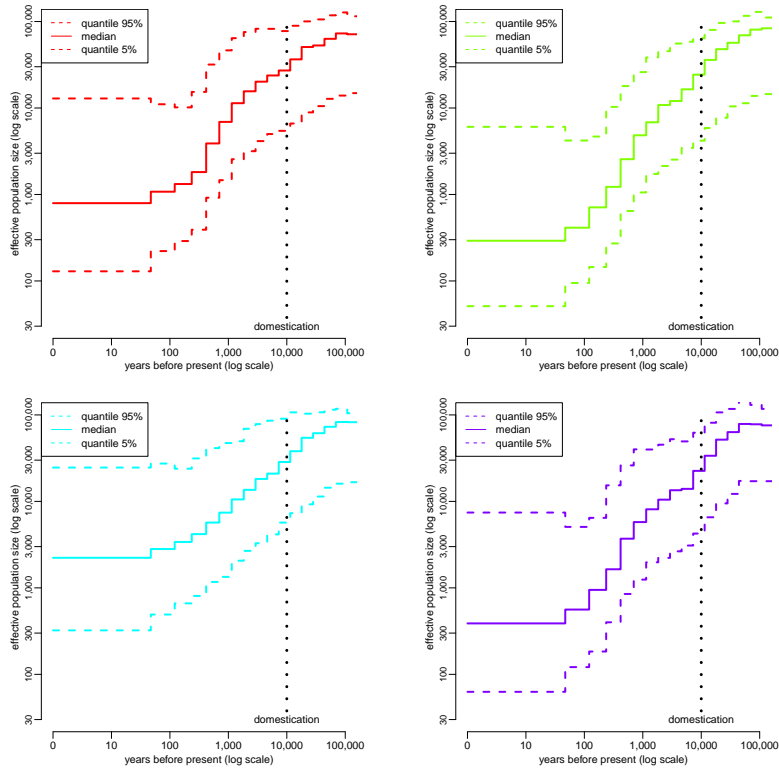 quantile 95%
median
quantile 5%
effective population size (log scale)
30 100 300 1,000 3,000 10,000 30,000 100,000
domestication
0 10 100 1,000 10,000 100,000
years before present (log scale)
quantile 95%
median
quantile 5%
effective population size (log scale)
30 100 300 1,000 3,000 10,000 30,000 100,000
domestication
0 10 100 1,000 10,000 100,000
years before present (log scale)
quantile 95%
median
quantile 5%
effective population size (log scale)
30 100 300 1,000 3,000 10,000 30,000 100,000
domestication
0 10 100 1,000 10,000 100,000
years before present (log scale)
quantile 95%
median
quantile 5%
effective population size (log scale)
30 100 300 1,000 3,000 10,000 30,000 100,000
domestication
0 10 100 1,000 10,000 100,000
years before present (log scale)